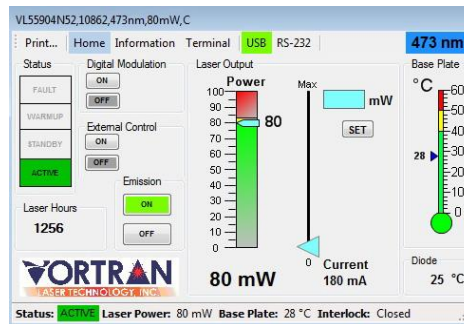 VL55904N52,10862,473nm,80mW,C
Print... Home Information Terminal USB RS-232 473 nm
Status
FAULT
WARMUP
STANDBY
ACTIVE
Digital Modulation
ON
OFF
External Control
ON
OFF
Emission
ON
OFF
Laser Hours
1256
VORTRAN
LASER TECHNOLOGY, INC.
Laser Output
Power
100
90
80
70
60
50
40
30
20
10
0
80
80 mW
Max
0
mW
SET
Current
180 mA
Base Plate
°C
60
50
40
30
20
10
0
28
Diode
25 °C
Status: ACTIVE Laser Power: 80 mW Base Plate: 28 °C Interlock: Closed